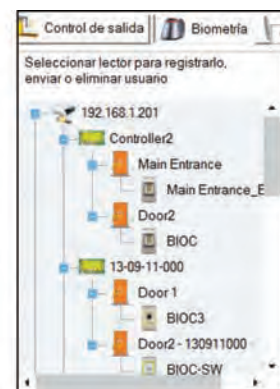 Control de salida
Biometría
Seleccionar lector para registrarlo,
enviar o eliminar usuario
192.168.1.201
Controller2
Main Entrance
Main Entrance_E
Door2
BIOC
13-09-11-000
Door 1
BIOC3
Door2 - 130911000
BIOC-SW